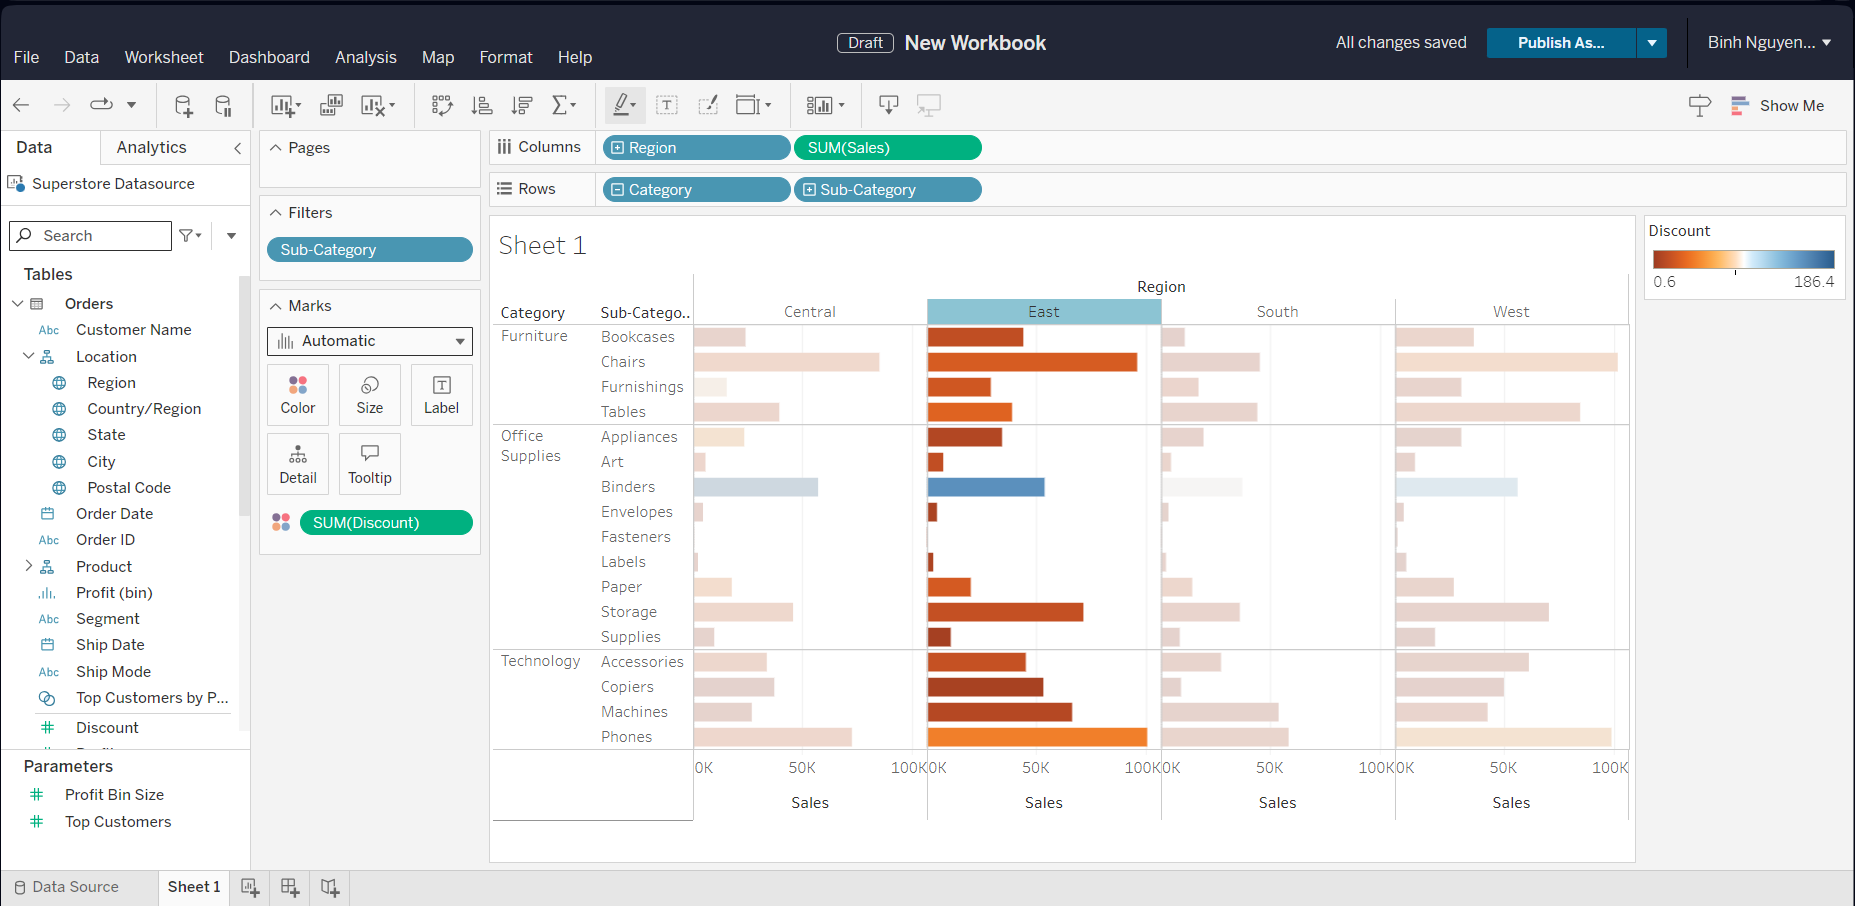 Draft New Workbook
File Data Worksheet Dashboard Analysis Map Format Help
All changes saved
Publish As...
Binh Nguyen...
Show Me
Data Analytics
Superstore Datasource
Search
Tables
Orders
Abc Customer Name
Location
Region
Country/Region
State
City
Postal Code
Order Date
Abc Order ID
Product
Profit (bin)
Abc Segment
Ship Date
Abc Ship Mode
Top Customers by P...
Discount
Parameters
Profit Bin Size
Top Customers
Pages
Filters
Sub-Category
Marks
Automatic
Color Size Label
Detail Tooltip
SUM(Discount)
Columns Region SUM(Sales)
Rows Category Sub-Category
Sheet 1
Region
Category Sub-Catego.. Central East South West
Furniture Bookcases
Chairs
Furnishings
Tables
Office Supplies Appliances
Art
Binders
Envelopes
Fasteners
Labels
Paper
Storage
Supplies
Technology Accessories
Copiers
Machines
Phones
0K 50K 100K 0K 50K 100K 0K 50K 100K 0K 50K 100K
Sales Sales Sales Sales
Discount
0.6 186.4
Data Source Sheet 1